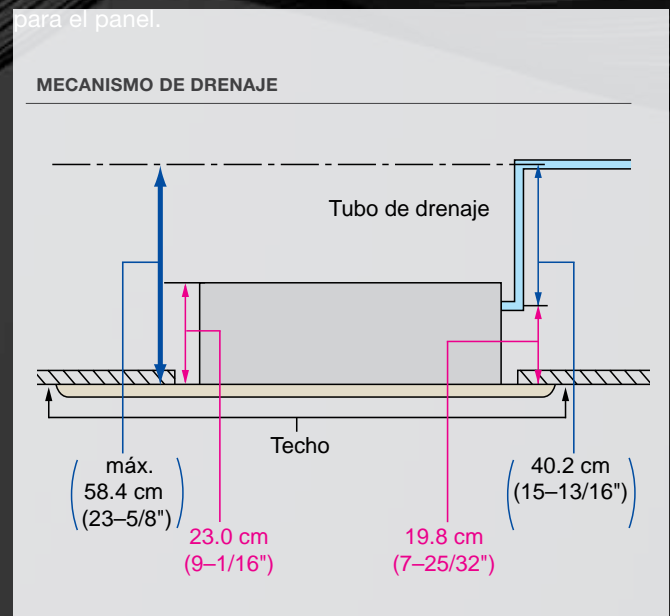 para el panel.
MECANISMO DE DRENAJE
Tubo de drenaje
Techo
máx.
58.4 cm
(23–5/8")
23.0 cm
(9–1/16")
19.8 cm
(7–25/32")
40.2 cm
(15–13/16")